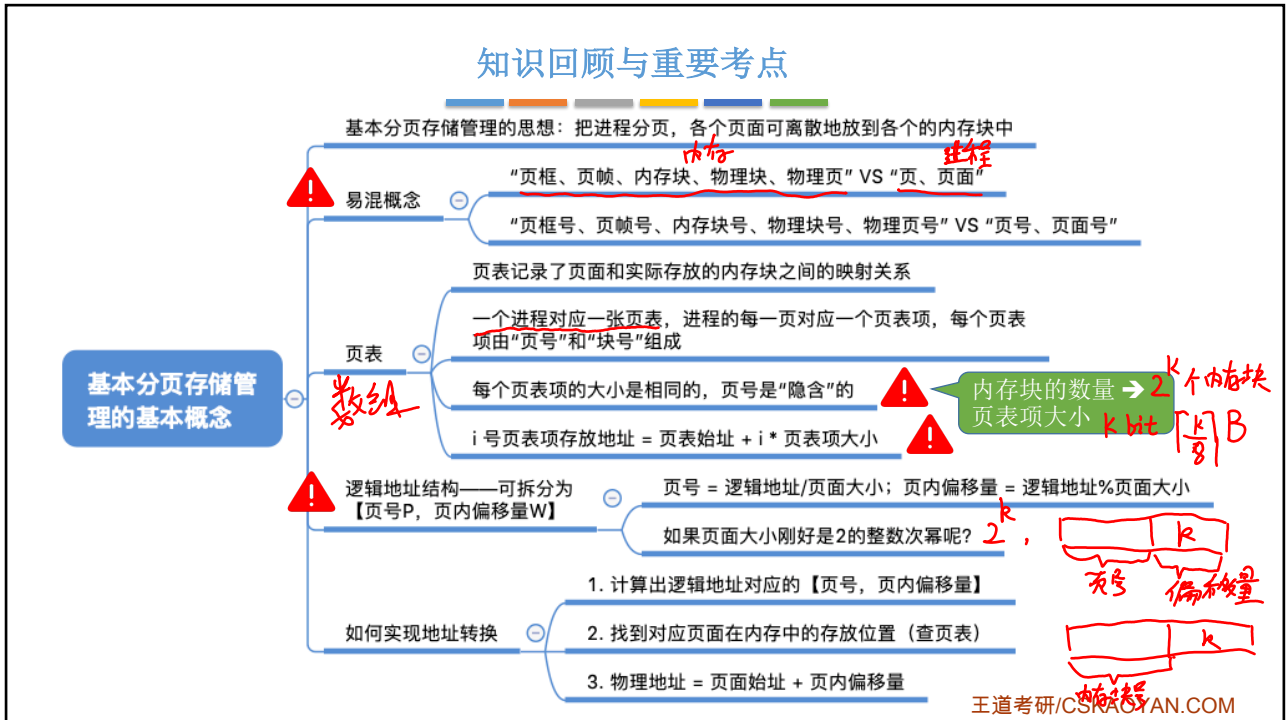 知识回顾与重要考点
基本分页存储管理的思想：把进程分页，各个页面可离散地放到各个的内存块中
内存
进程
“页框、页帧、内存块、物理块、物理页” VS “页、页面”
易混概念
“页框号、页帧号、内存块号、物理块号、物理页号” VS “页号、页面号”
页表记录了页面和实际存放的内存块之间的映射关系
一个进程对应一张页表，进程的每一页对应一个页表项，每个页表
项由“页号”和“块号”组成
页表
数组
每个页表项的大小是相同的，页号是“隐含”的
内存块的数量 → 2^k个内存块
页表项大小 k bit ⌈k/8⌉B
i 号页表项存放地址 = 页表始址 + i * 页表项大小
基本分页存储管
理的基本概念
逻辑地址结构——可拆分为
【页号P，页内偏移量W】
页号 = 逻辑地址/页面大小；页内偏移量 = 逻辑地址%页面大小
如果页面大小刚好是2的整数次幂呢？ 2^k，
k
页号 偏移量
1. 计算出逻辑地址对应的【页号，页内偏移量】
如何实现地址转换
2. 找到对应页面在内存中的存放位置（查页表）
k
内存块号
3. 物理地址 = 页面始址 + 页内偏移量
王道考研/CSKAOYAN.COM